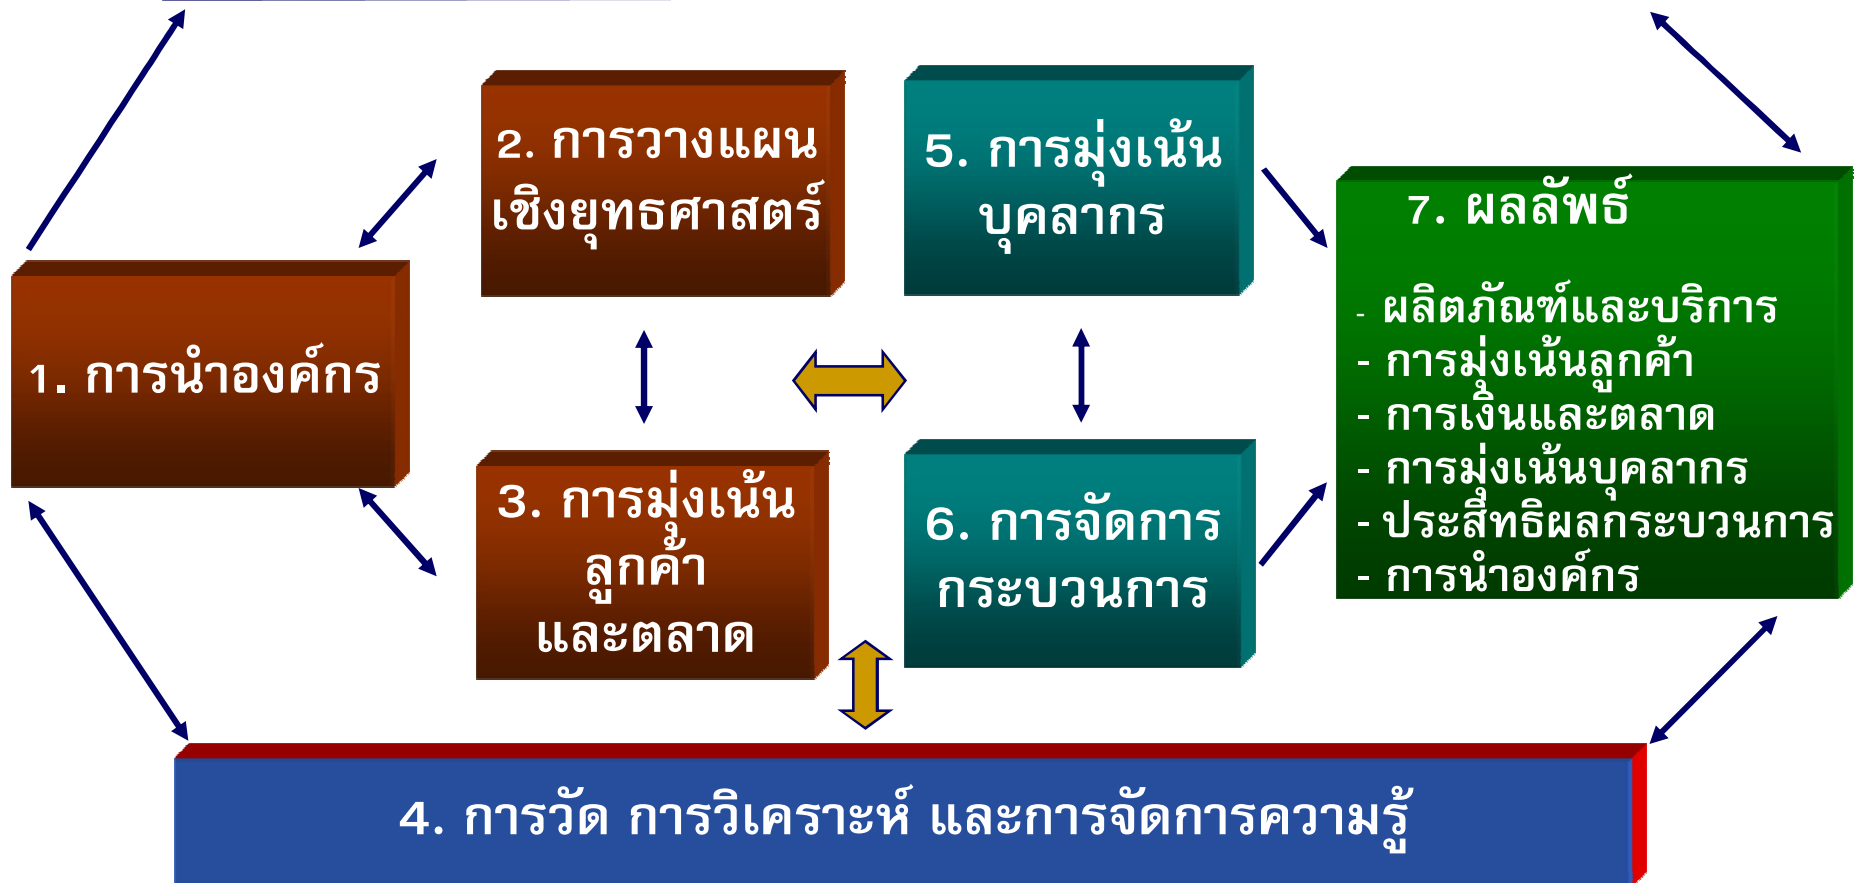 2. การวางแผน
เชิงยุทธศาสตร์
5. การมุ่งเน้น
บุคลากร
7. ผลลัพธ์
- ผลิตภัณฑ์และบริการ
- การมุ่งเน้นลูกค้า
- การเงินและตลาด
- การมุ่งเน้นบุคลากร
- ประสิทธิผลกระบวนการ
- การนำองค์กร
1. การนำองค์กร
3. การมุ่งเน้น
ลูกค้า
และตลาด
6. การจัดการ
กระบวนการ
4. การวัด การวิเคราะห์ และการจัดการความรู้